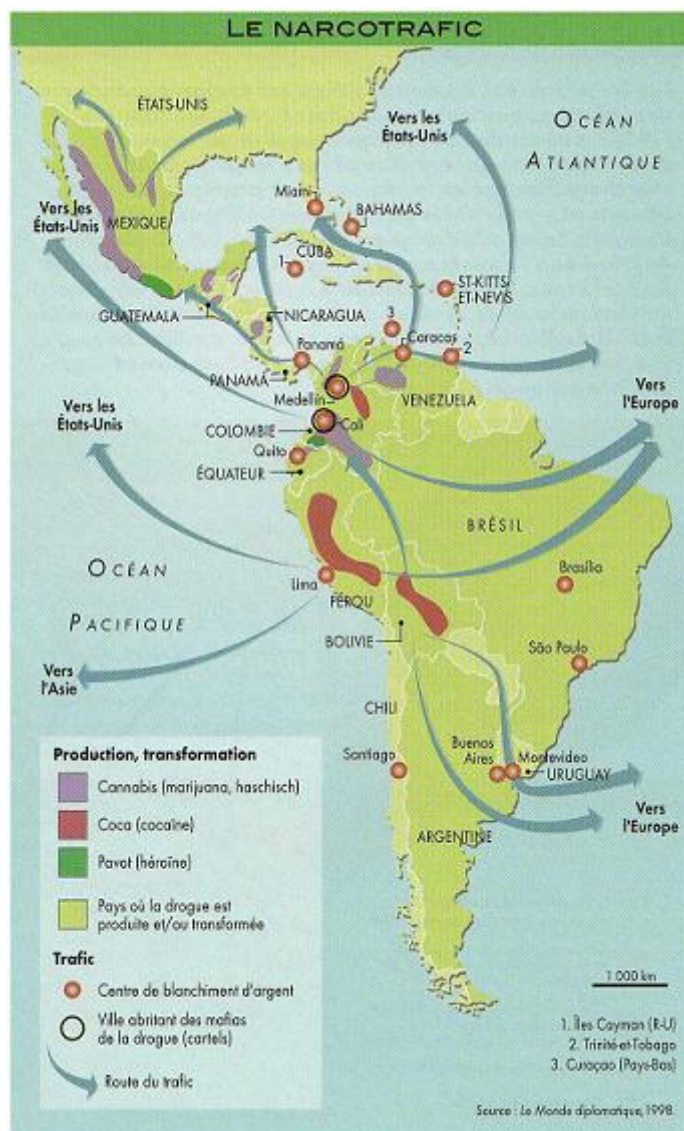 LE NARCOTRAFIC
ÉTATS-UNIS
Vers les
États-Unis
OCÉAN
ATLANTIQUE
Miami
BAHAMAS
Vers les
États-Unis
MEXIQUE
1
CUBA
ST-KITTS
ET-NEVIS
GUATEMALA
NICARAGUA
3
Caracas
2
Panamá
PANAMÁ
Medellín
VENEZUELA
Vers
l'Europe
Vers les
États-Unis
COLOMBIE
Cali
Quito
ÉQUATEUR
BRÉSIL
OCÉAN
PACIFIQUE
Lima
PÉROU
Brasília
BOLIVIE
São Paulo
Vers
l'Asie
CHILI
Santiago
Buenos
Aires
Montevideo
URUGUAY
Vers
l'Europe
ARGENTINE
Production, transformation
Cannabis (marijuana, haschisch)
Coca (cocaïne)
Pavot (héroïne)
Pays où la drogue est
produite et/ou transformée
Trafic
Centre de blanchiment d'argent
Ville abritant des mafias
de la drogue (cartels)
Route du trafic
1 000 km
1. Îles Cayman (R-U)
2. Trinité-et-Tobago
3. Curaçao (Pays-Bas)
Source : Le Monde diplomatique, 1998.